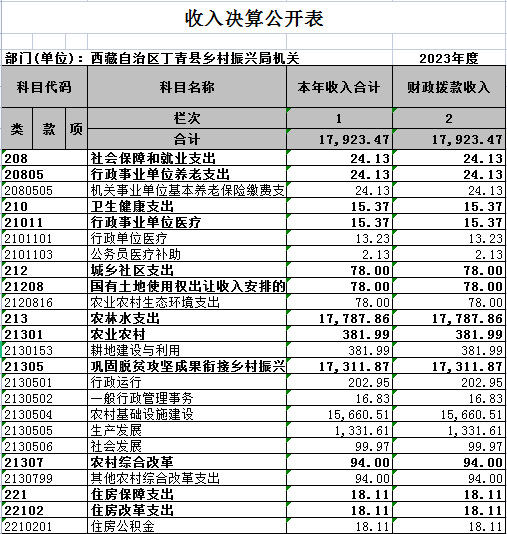 收入决算公开表
部门(单位): 西藏自治区丁青县乡村振兴局机关 2023年度
科目代码 科目名称 本年收入合计 财政拨款收入
类 款 项 栏次 1 2
合计 17,923.47 17,923.47
208 社会保障和就业支出 24.13 24.13
20805 行政事业单位养老支出 24.13 24.13
2080505 机关事业单位基本养老保险缴费支 24.13 24.13
210 卫生健康支出 15.37 15.37
21011 行政事业单位医疗 15.37 15.37
2101101 行政单位医疗 13.23 13.23
2101103 公务员医疗补助 2.13 2.13
212 城乡社区支出 78.00 78.00
21208 国有土地使用权出让收入安排的 78.00 78.00
2120816 农业农村生态环境支出 78.00 78.00
213 农林水支出 17,787.86 17,787.86
21301 农业农村 381.99 381.99
2130153 耕地建设与利用 381.99 381.99
21305 巩固脱贫攻坚成果衔接乡村振兴 17,311.87 17,311.87
2130501 行政运行 202.95 202.95
2130502 一般行政管理事务 16.83 16.83
2130504 农村基础设施建设 15,660.51 15,660.51
2130505 生产发展 1,331.61 1,331.61
2130506 社会发展 99.97 99.97
21307 农村综合改革 94.00 94.00
2130799 其他农村综合改革支出 94.00 94.00
221 住房保障支出 18.11 18.11
22102 住房改革支出 18.11 18.11
2210201 住房公积金 18.11 18.11